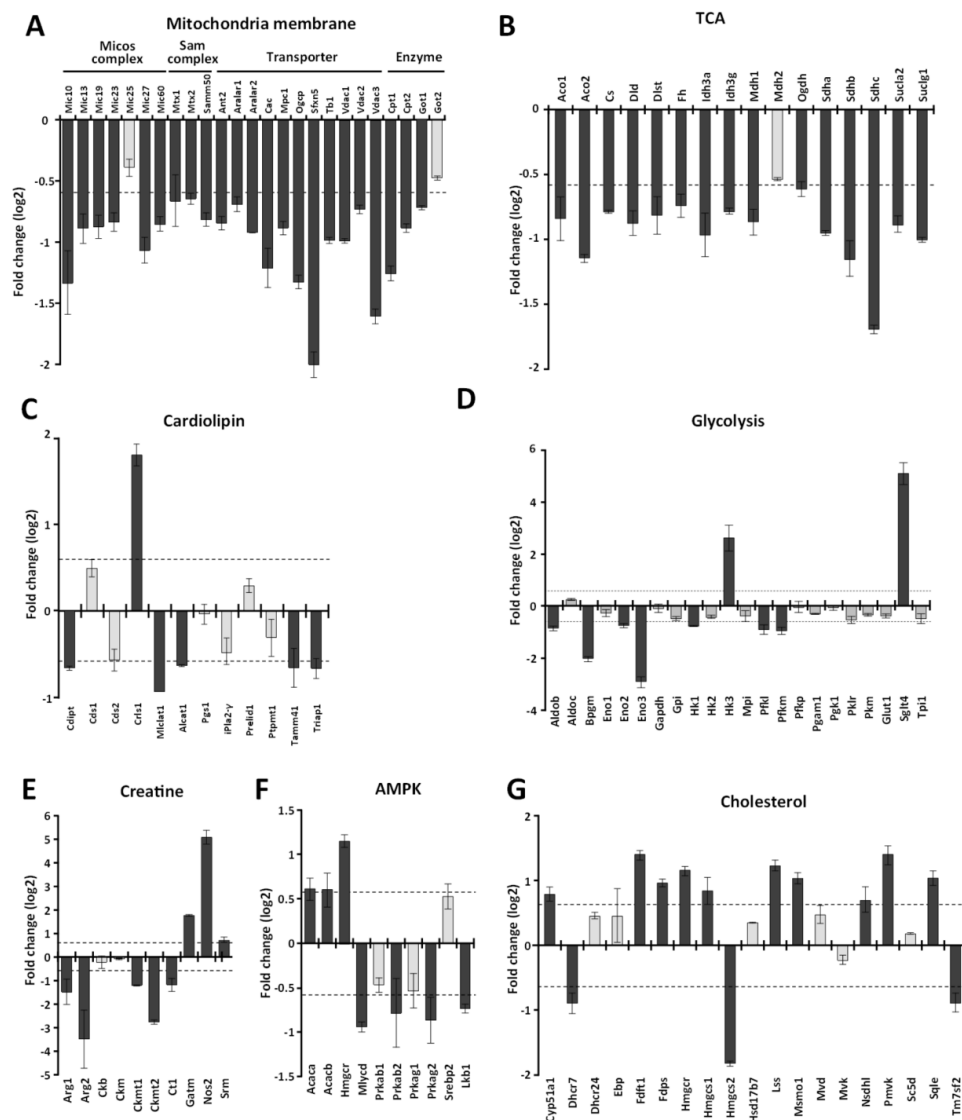 A
Mitochondria membrane
Micos complex
Sam complex
Transporter
Enzyme
Mic10
Mic13
Mic19
Mic23
Mic25
Mic27
Mic60
Mtx1
Mtx2
Samm50
Ant2
Aralar1
Aralar2
Cac
Mpc1
Ogcp
Sfxn5
Tb1
Vdac1
Vdac2
Vdac3
Cpt1
Cpt2
Got1
Got2
Fold change (log2)
0
-0.5
-1
-1.5
-2
B
TCA
Aco1
Aco2
Cs
Dld
Dlst
Fh
Idh3a
Idh3g
Mdh1
Mdh2
Ogdh
Sdha
Sdhb
Sdhc
Sucla2
Suclg1
Fold change (log2)
0
-0.5
-1
-1.5
-2
C
Cardiolipin
Fold change (log2)
2
1
0
-1
Cdipt
Cds1
Cds2
Crls1
Mlclat1
Alcat1
Pgs1
iPla2-γ
Prelid1
Ptpmt1
Tamm41
Triap1
D
Glycolysis
Fold change (log2)
6
4
2
0
-2
-4
Aldob
Aldoc
Bpgm
Eno1
Eno2
Eno3
Gapdh
Gpi
Hk1
Hk2
Hk3
Mpi
Pfkl
Pfkm
Pfkp
Pgam1
Pgk1
Pklr
Pkm
Glut1
Sglt4
Tpi1
E
Creatine
Fold change (log2)
6
5
4
3
2
1
0
-1
-2
-3
-4
-5
Arg1
Arg2
Ckb
Ckm
Ckmt1
Ckmt2
Ct1
Gatm
Nos2
Srm
F
AMPK
Fold change (log2)
1.5
1
0.5
0
-0.5
-1
-1.5
Acaca
Acacb
Hmgcr
Mlycd
Prkab1
Prkab2
Prkag1
Prkag2
Srebp2
Lkb1
G
Cholesterol
Fold change (log2)
2
1
0
-1
-2
Cyp51a1
Dhcr7
Dhcr24
Ebp
Fdft1
Fdps
Hmgcr
Hmgcs1
Hmgcs2
Hsd17b7
Lss
Msmo1
Mvd
Mvk
Nsdhl
Pmvk
Sc5d
Sqle
Tm7sf2